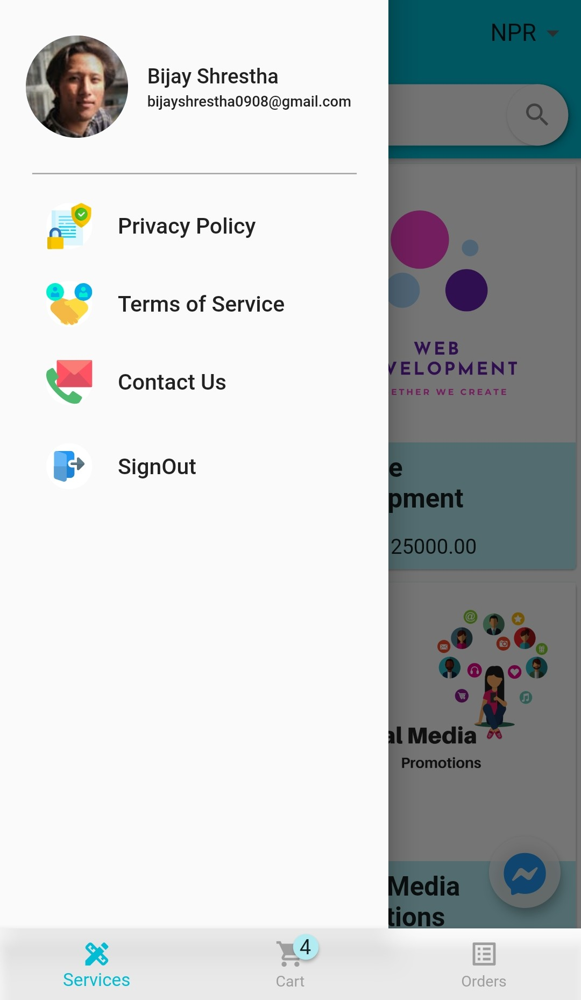 NPR
Bijay Shrestha
bijayshrestha0908@gmail.com
Privacy Policy
Terms of Service
Contact Us
SignOut
WEB
VELOPMENT
ETHER WE CREATE
e
pment
25000.00
al Media
Promotions
Media
tions
4
Services
Cart
Orders